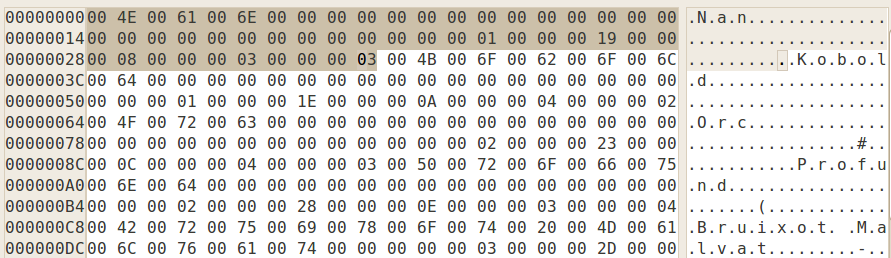 00000000 00 4E 00 61 00 6E 00 00 00 00 00 00 00 00 00 00 00 00 00 00 .N.a.n..............
00000014 00 00 00 00 00 00 00 00 00 00 00 00 00 01 00 00 00 19 00 00 ....................
00000028 00 08 00 00 00 03 00 00 00 03 00 4B 00 6F 00 62 00 6F 00 6C ...........K.o.b.o.l
0000003C 00 64 00 00 00 00 00 00 00 00 00 00 00 00 00 00 00 00 00 00 .d..................
00000050 00 00 00 01 00 00 00 1E 00 00 00 0A 00 00 00 04 00 00 00 02 ....................
00000064 00 4F 00 72 00 63 00 00 00 00 00 00 00 00 00 00 00 00 00 00 .O.r.c..............
00000078 00 00 00 00 00 00 00 00 00 00 00 00 00 02 00 00 00 23 00 00 .................#..
0000008C 00 0C 00 00 00 04 00 00 00 03 00 50 00 72 00 6F 00 66 00 75 ...........P.r.o.f.u
000000A0 00 6E 00 64 00 00 00 00 00 00 00 00 00 00 00 00 00 00 00 00 .n.d................
000000B4 00 00 00 02 00 00 00 28 00 00 00 0E 00 00 00 03 00 00 00 04 .......(............
000000C8 00 42 00 72 00 75 00 69 00 78 00 6F 00 74 00 20 00 4D 00 61 .B.r.u.i.x.o.t. .M.a
000000DC 00 6C 00 76 00 61 00 74 00 00 00 00 00 03 00 00 00 2D 00 00 .l.v.a.t.........-..